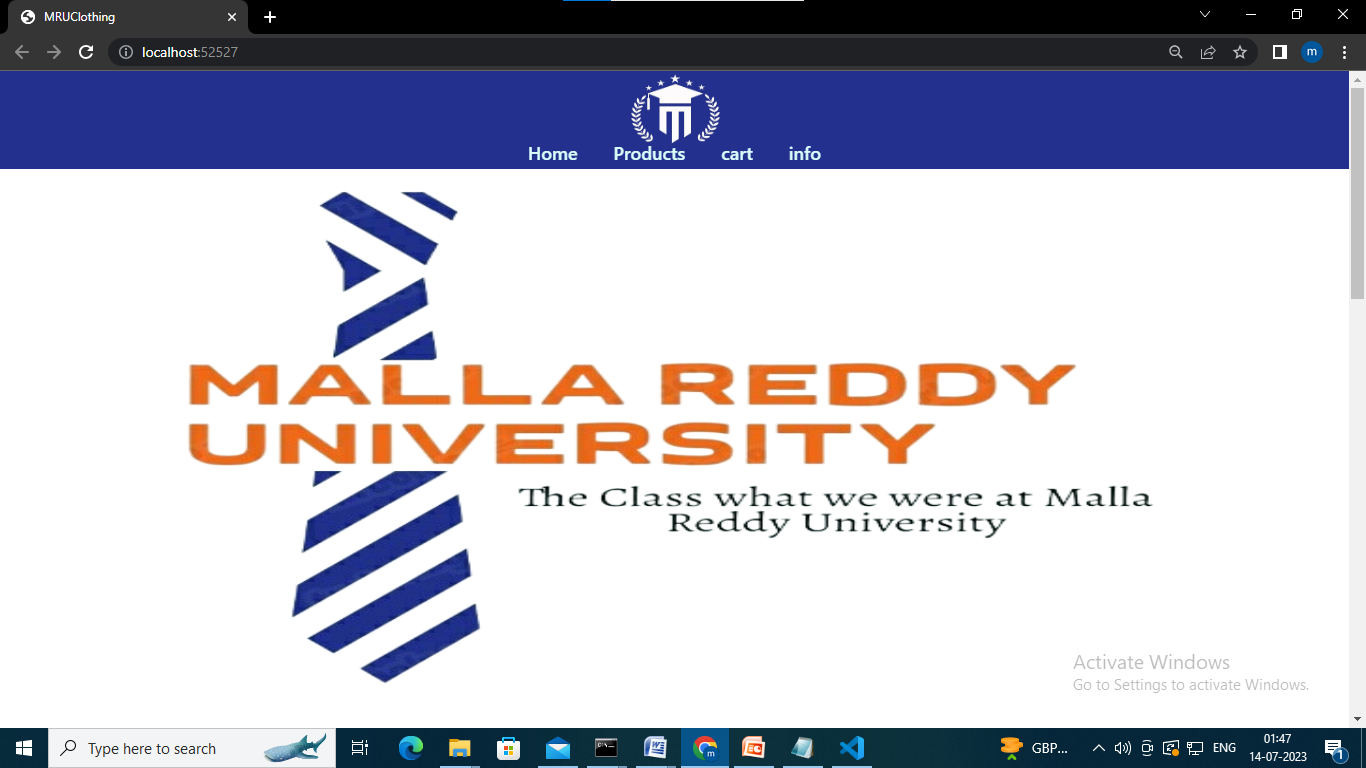 MRUClothing
localhost:52527
m
Home Products cart info
MALLA REDDY
UNIVERSITY
The Class what we were at Malla
Reddy University
Activate Windows
Go to Settings to activate Windows.
Type here to search
GBP...
ENG
01:47
14-07-2023
1